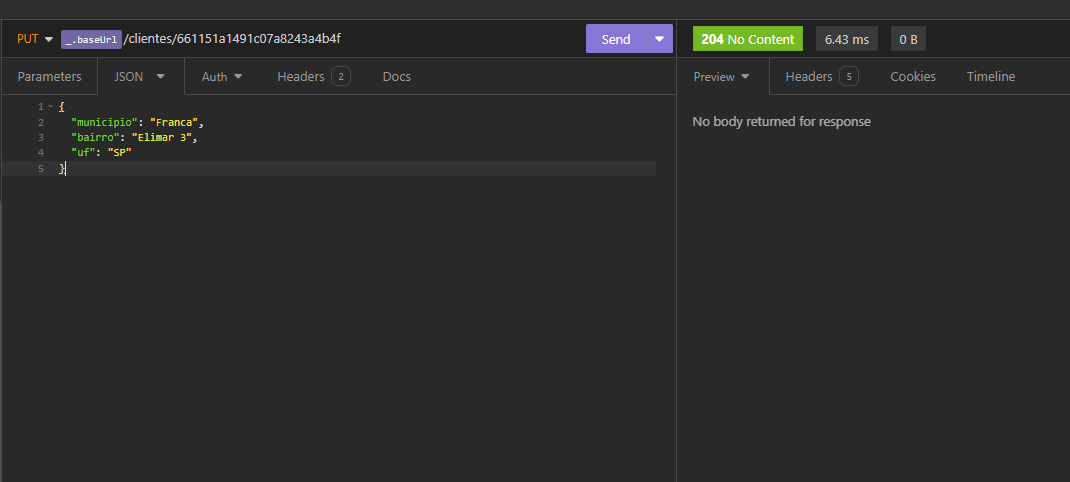 PUT _.baseUrl /clientes/661151a1491c07a8243a4b4f Send 204 No Content 6.43 ms 0 B
Parameters JSON Auth Headers 2 Docs Preview Headers 5 Cookies Timeline
1 {
2 "municipio": "Franca",
3 "bairro": "Elimar 3",
4 "uf": "SP"
5 }
No body returned for response